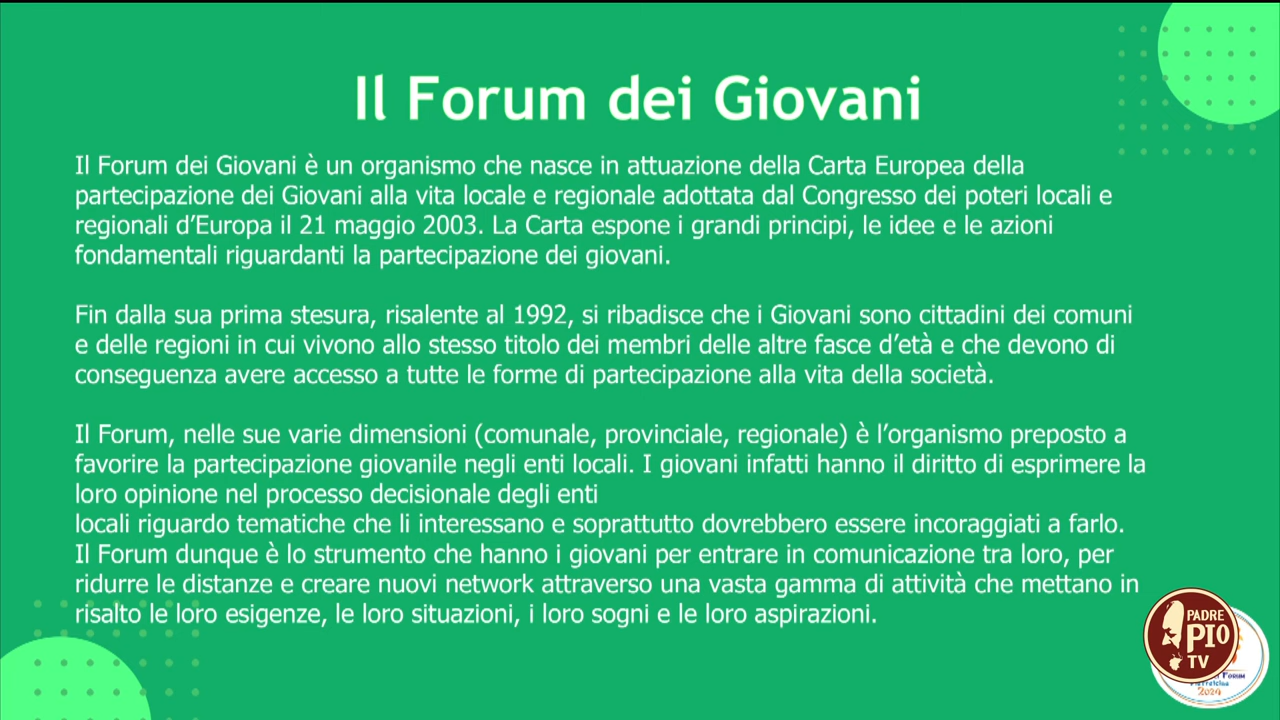 Il Forum dei Giovani
Il Forum dei Giovani è un organismo che nasce in attuazione della Carta Europea della
partecipazione dei Giovani alla vita locale e regionale adottata dal Congresso dei poteri locali e
regionali d’Europa il 21 maggio 2003. La Carta espone i grandi principi, le idee e le azioni
fondamentali riguardanti la partecipazione dei giovani.
Fin dalla sua prima stesura, risalente al 1992, si ribadisce che i Giovani sono cittadini dei comuni
e delle regioni in cui vivono allo stesso titolo dei membri delle altre fasce d’età e che devono di
conseguenza avere accesso a tutte le forme di partecipazione alla vita della società.
Il Forum, nelle sue varie dimensioni (comunale, provinciale, regionale) è l’organismo preposto a
favorire la partecipazione giovanile negli enti locali. I giovani infatti hanno il diritto di esprimere la
loro opinione nel processo decisionale degli enti
locali riguardo tematiche che li interessano e soprattutto dovrebbero essere incoraggiati a farlo.
Il Forum dunque è lo strumento che hanno i giovani per entrare in comunicazione tra loro, per
ridurre le distanze e creare nuovi network attraverso una vasta gamma di attività che mettano in
risalto le loro esigenze, le loro situazioni, i loro sogni e le loro aspirazioni.
PADRE
PIO
TV
Forum
2024